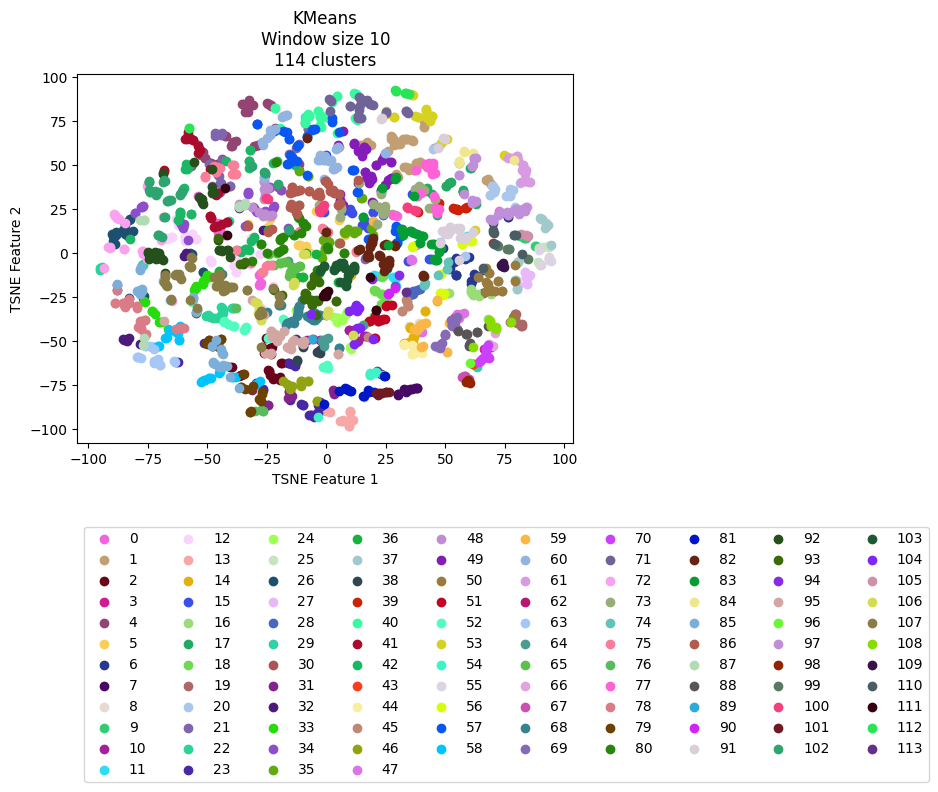 KMeans
Window size 10
114 clusters
TSNE Feature 2
100
75
50
25
0
−25
−50
−75
−100
−100 −75 −50 −25 0 25 50 75 100
TSNE Feature 1
0 12 24 36 48 59 70 81 92 103
1 13 25 37 49 60 71 82 93 104
2 14 26 38 50 61 72 83 94 105
3 15 27 39 51 62 73 84 95 106
4 16 28 40 52 63 74 85 96 107
5 17 29 41 53 64 75 86 97 108
6 18 30 42 54 65 76 87 98 109
7 19 31 43 55 66 77 88 99 110
8 20 32 44 56 67 78 89 100 111
9 21 33 45 57 68 79 90 101 112
10 22 34 46 58 69 80 91 102 113
11 23 35 47